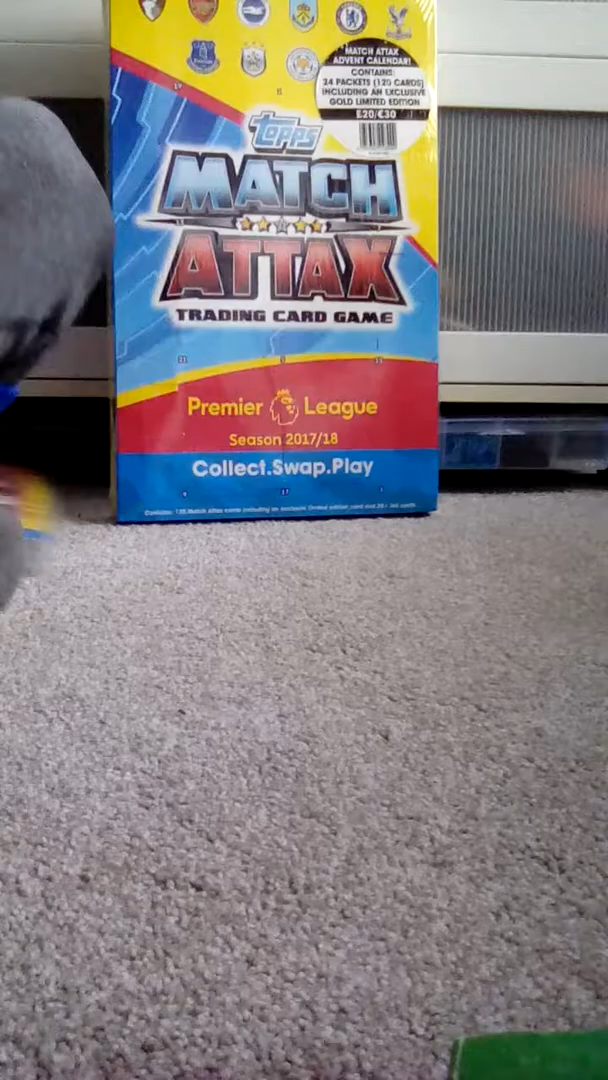 MATCH ATTAX
ADVENT CALENDAR!
CONTAINS:
24 PACKETS (120 CARDS)
INCLUDING AN EXCLUSIVE
GOLD LIMITED EDITION
£20/€30
topps
MATCH
ATTAX
TRADING CARD GAME
Premier League
Season 2017/18
Collect.Swap.Play
17